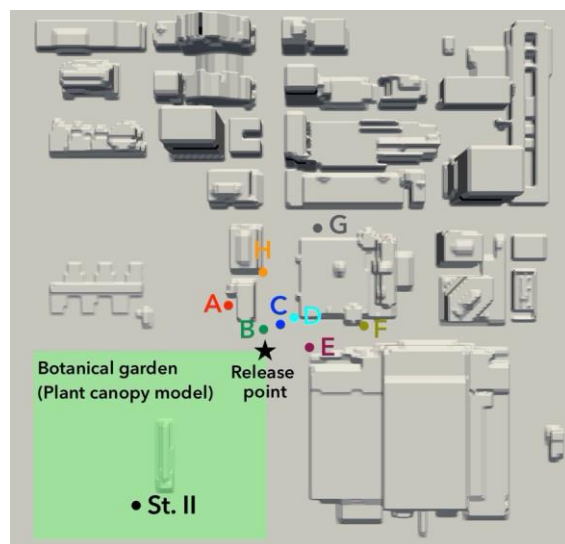 G
H
A
C
D
B
F
E
Botanical garden
(Plant canopy model)
Release
point
St. II